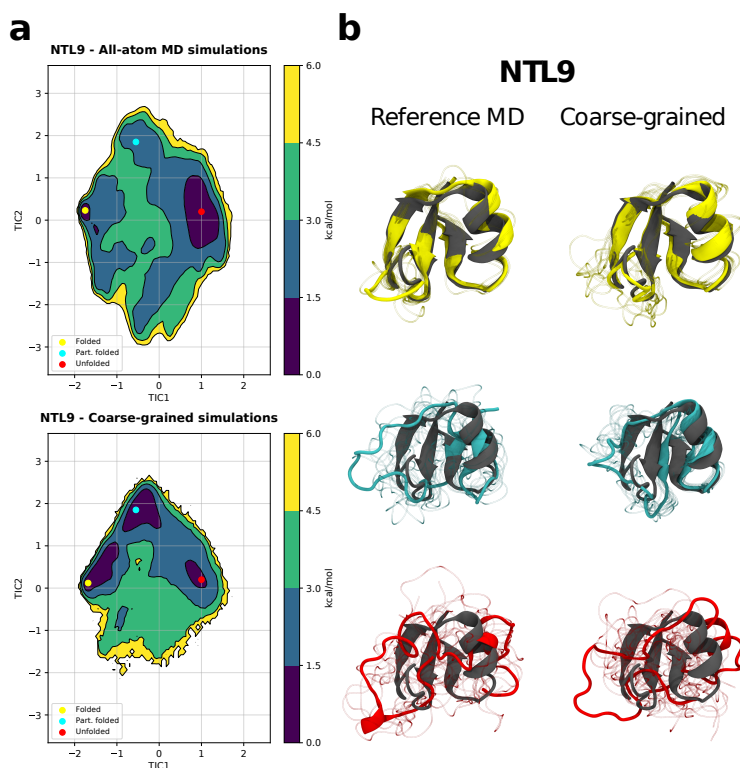 a
NTL9 - All-atom MD simulations
3
2
1
0
−1
−2
−3
TIC2
−2
−1
0
1
2
TIC1
Folded
Part. folded
Unfolded
6.0
4.5
3.0
1.5
0.0
kcal/mol
NTL9 - Coarse-grained simulations
3
2
1
0
−1
−2
−3
TIC2
−2
−1
0
1
2
TIC1
Folded
Part. folded
Unfolded
6.0
4.5
3.0
1.5
0.0
kcal/mol
b
NTL9
Reference MD
Coarse-grained